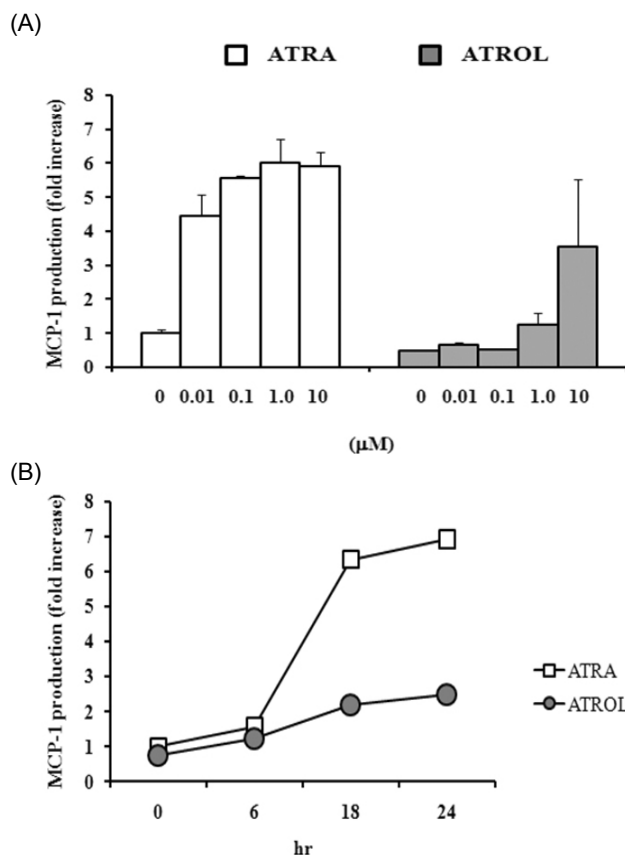 (A)
ATRA ATROL
MCP-1 production (fold increase)
8
7
6
5
4
3
2
1
0
0 0.01 0.1 1.0 10 0 0.01 0.1 1.0 10
(μM)
(B)
MCP-1 production (fold increase)
8
7
6
5
4
3
2
1
0
ATRA
ATROL
0 6 18 24
hr